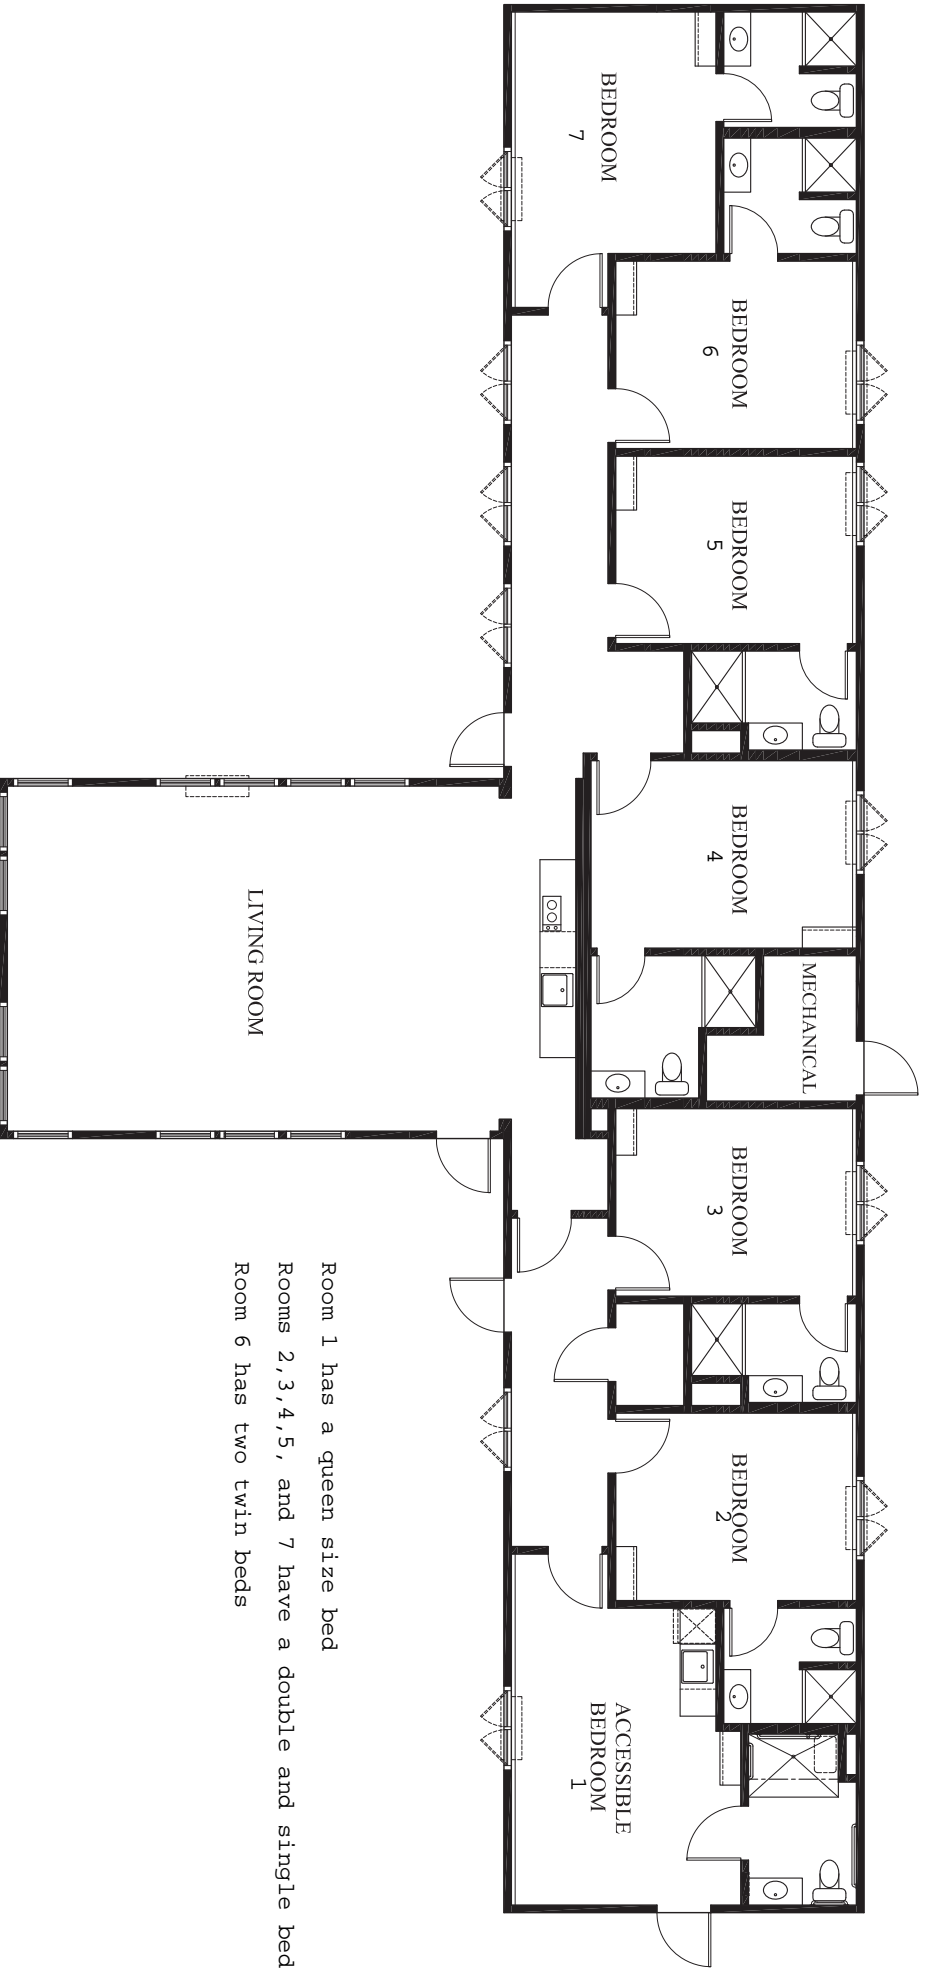 BEDROOM
7
BEDROOM
6
BEDROOM
5
BEDROOM
4
MECHANICAL
LIVING ROOM
BEDROOM
3
BEDROOM
2
ACCESSIBLE
BEDROOM
1
Room 1 has a queen size bed
Rooms 2,3,4,5, and 7 have a double and single bed
Room 6 has two twin beds